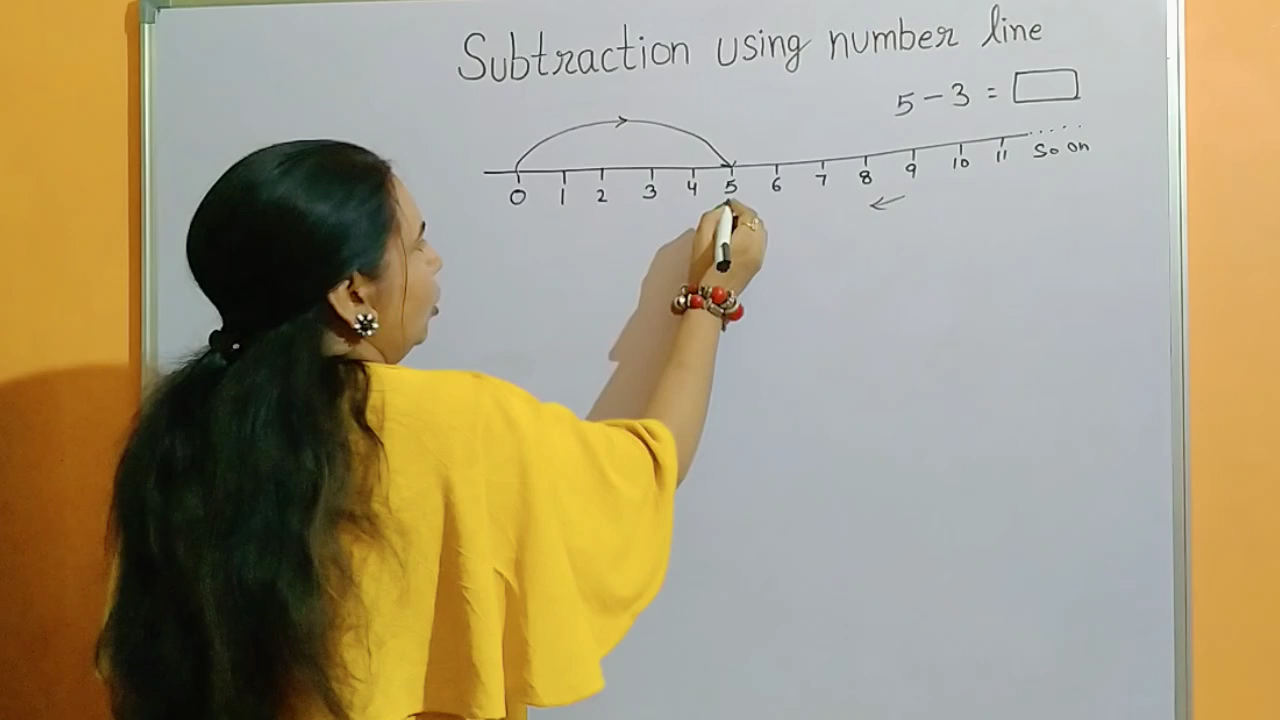 Subtraction using number line
5 - 3 =
0 1 2 3 4 5 6 7 8 9 10 11 So on